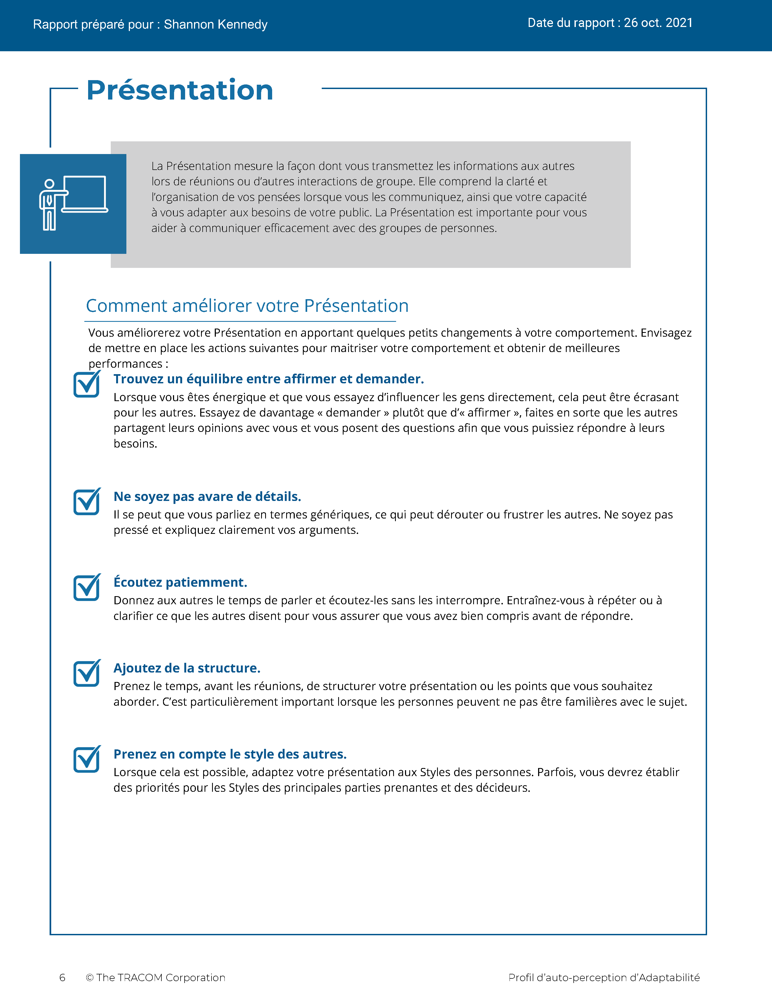 Rapport préparé pour : Shannon Kennedy
Date du rapport : 26 oct. 2021
Présentation
La Présentation mesure la façon dont vous transmettez les informations aux autres
lors de réunions ou d’autres interactions de groupe. Elle comprend la clarté et
l’organisation de vos pensées lorsque vous les communiquez, ainsi que votre capacité
à vous adapter aux besoins de votre public. La Présentation est importante pour vous
aider à communiquer efficacement avec des groupes de personnes.
Comment améliorer votre Présentation
Vous améliorerez votre Présentation en apportant quelques petits changements à votre comportement. Envisagez
de mettre en place les actions suivantes pour maitriser votre comportement et obtenir de meilleures
performances :
Trouvez un équilibre entre affirmer et demander.
Lorsque vous êtes énergique et que vous essayez d’influencer les gens directement, cela peut être écrasant
pour les autres. Essayez de davantage « demander » plutôt que d’« affirmer », faites en sorte que les autres
partagent leurs opinions avec vous et vous posent des questions afin que vous puissiez répondre à leurs
besoins.
Ne soyez pas avare de détails.
Il se peut que vous parliez en termes génériques, ce qui peut dérouter ou frustrer les autres. Ne soyez pas
pressé et expliquez clairement vos arguments.
Écoutez patiemment.
Donnez aux autres le temps de parler et écoutez-les sans les interrompre. Entraînez-vous à répéter ou à
clarifier ce que les autres disent pour vous assurer que vous avez bien compris avant de répondre.
Ajoutez de la structure.
Prenez le temps, avant les réunions, de structurer votre présentation ou les points que vous souhaitez
aborder. C’est particulièrement important lorsque les personnes peuvent ne pas être familières avec le sujet.
Prenez en compte le style des autres.
Lorsque cela est possible, adaptez votre présentation aux Styles des personnes. Parfois, vous devrez établir
des priorités pour les Styles des principales parties prenantes et des décideurs.
6 © The TRACOM Corporation
Profil d’auto-perception d’Adaptabilité